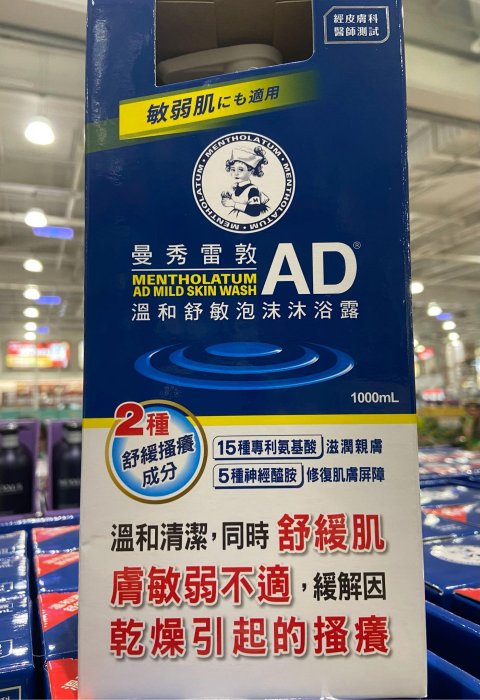 經皮膚科
醫師測試
敏弱肌にも適用
MENTHOLATUM · MENTHOLATUM · MENTHOLATUM ·
曼秀雷敦
MENTHOLATUM
AD MILD SKIN WASH
AD®
溫和舒敏泡沫沐浴露
1000mL
2種
舒緩搔癢
成分
15種專利氨基酸 滋潤親膚
5種神經醯胺 修復肌膚屏障
溫和清潔,同時 舒緩肌
膚敏弱不適,緩解因
乾燥引起的搔癢